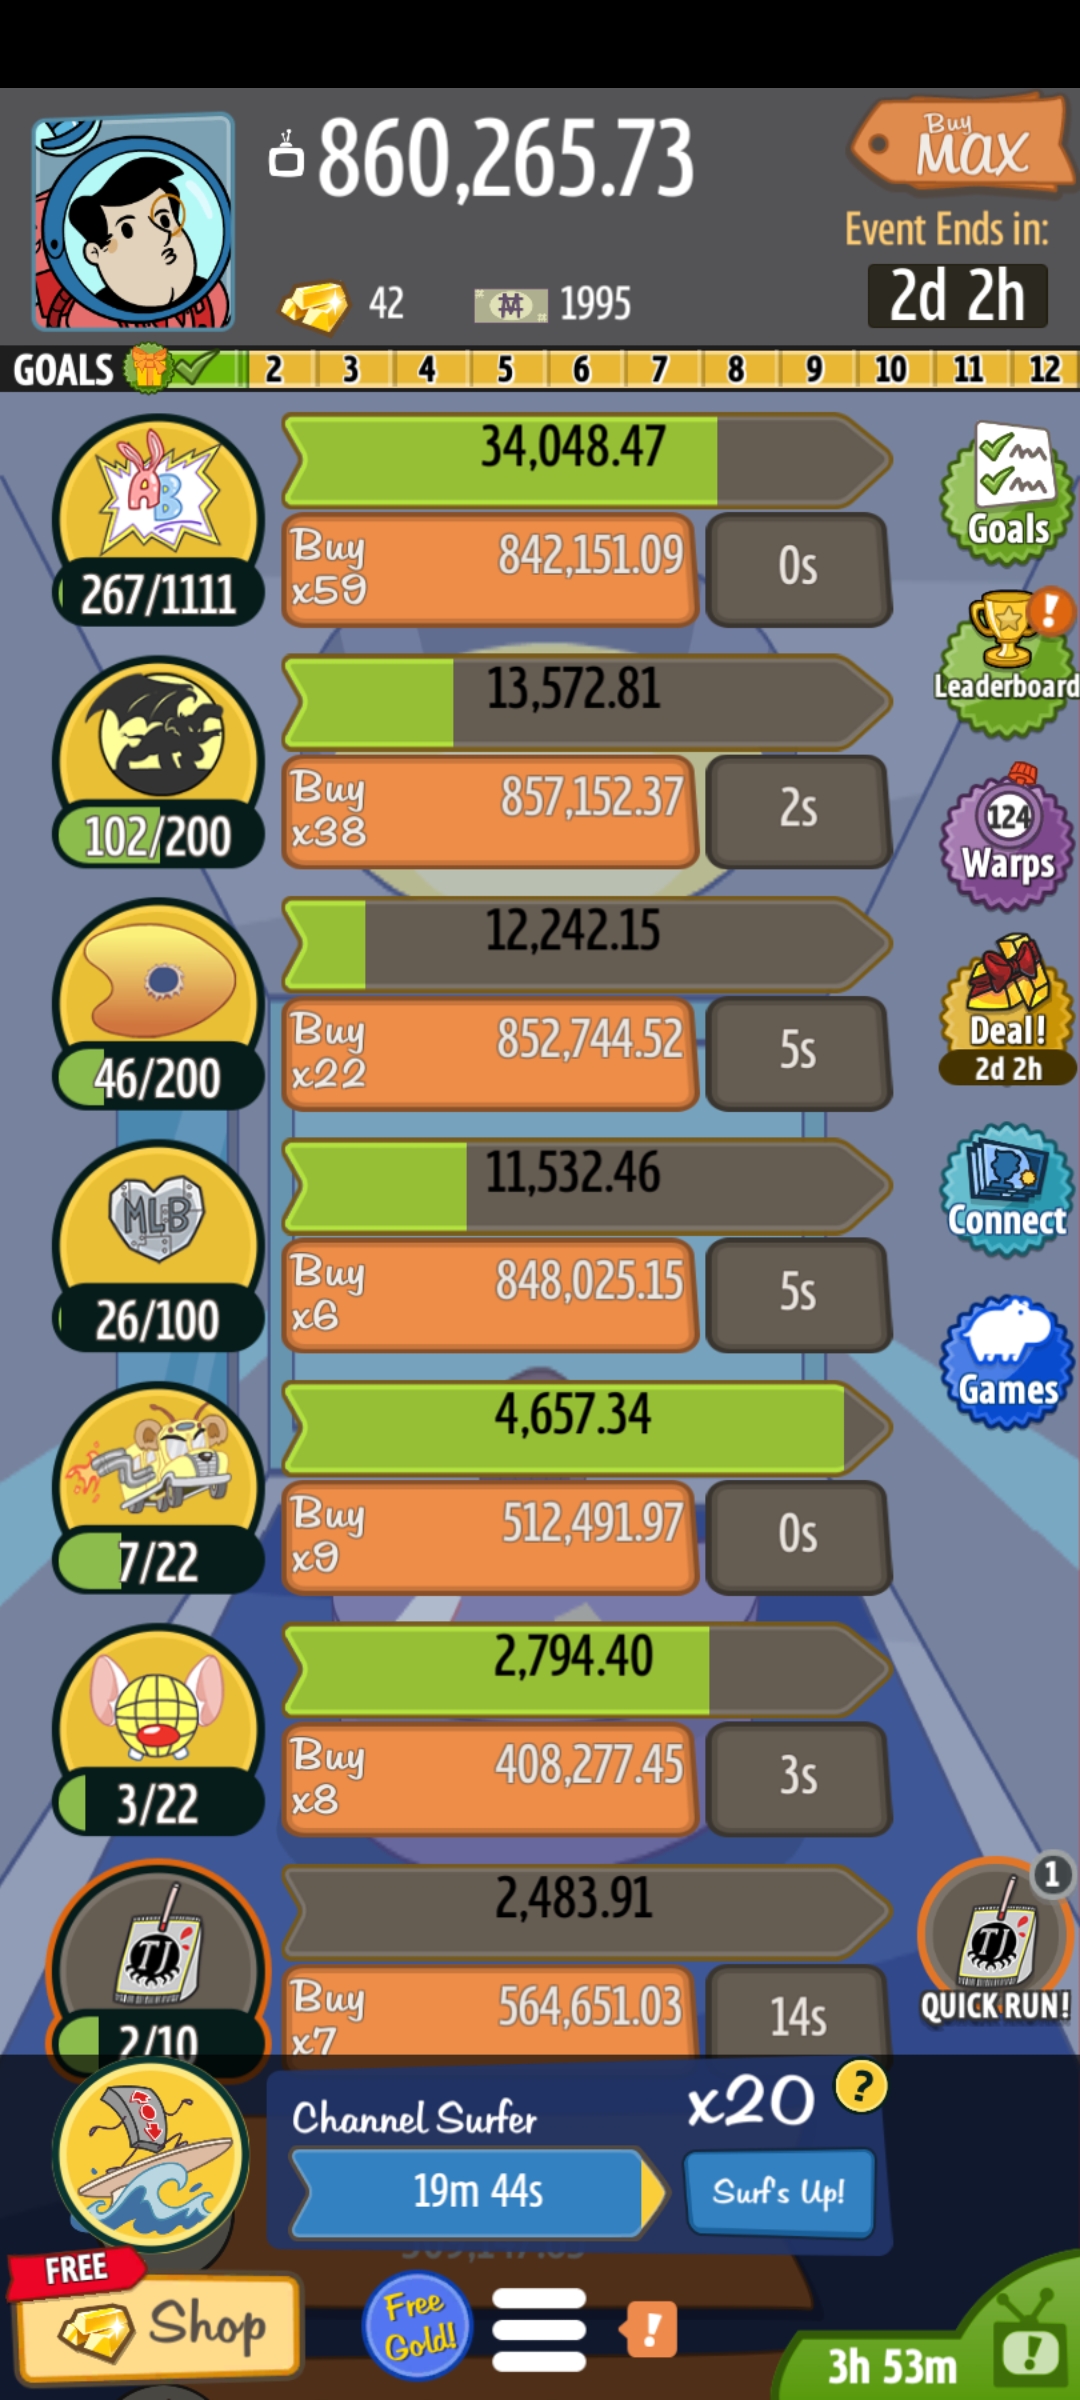 860,265.73
Buy
MAX
42
1995
Event Ends in:
2d 2h
GOALS 2 3 4 5 6 7 8 9 10 11 12
AB
34,048.47
Buy
x59
842,151.09
0s
267/1111
Goals
13,572.81
Buy
x38
857,152.37
2s
102/200
Leaderboard
12,242.15
Buy
x22
852,744.52
5s
46/200
124
Warps
Deal!
2d 2h
MLB
11,532.46
Buy
x6
848,025.15
5s
26/100
Connect
Games
4,657.34
Buy
x9
512,491.97
0s
7/22
2,794.40
Buy
x8
408,277.45
3s
3/22
TJ
2,483.91
Buy
x7
564,651.03
14s
2/10
1
TJ
QUICK RUN!
Channel Surfer
x20
?
19m 44s
Surf's Up!
FREE
Shop
Free
Gold!
!
3h 53m
!